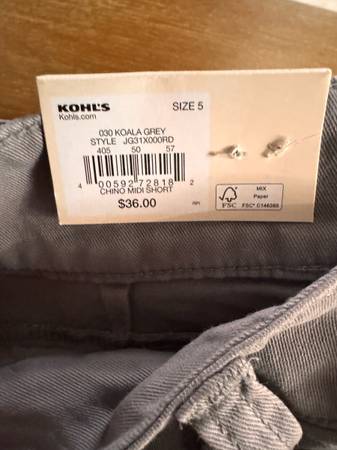 KOHL'S
SIZE 5
Kohls.com
030 KOALA GREY
STYLE JG31X000RD
405 50 57
4 00592 72818 2
CHINO MIDI SHORT
$36.00
MIX
Paper
FSC FSC® C146089